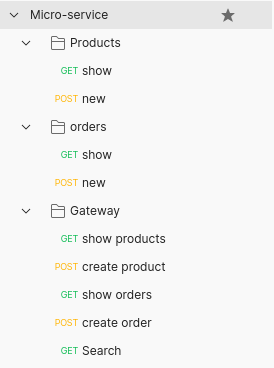 Micro-service
Products
GET show
POST new
orders
GET show
POST new
Gateway
GET show products
POST create product
GET show orders
POST create order
GET Search